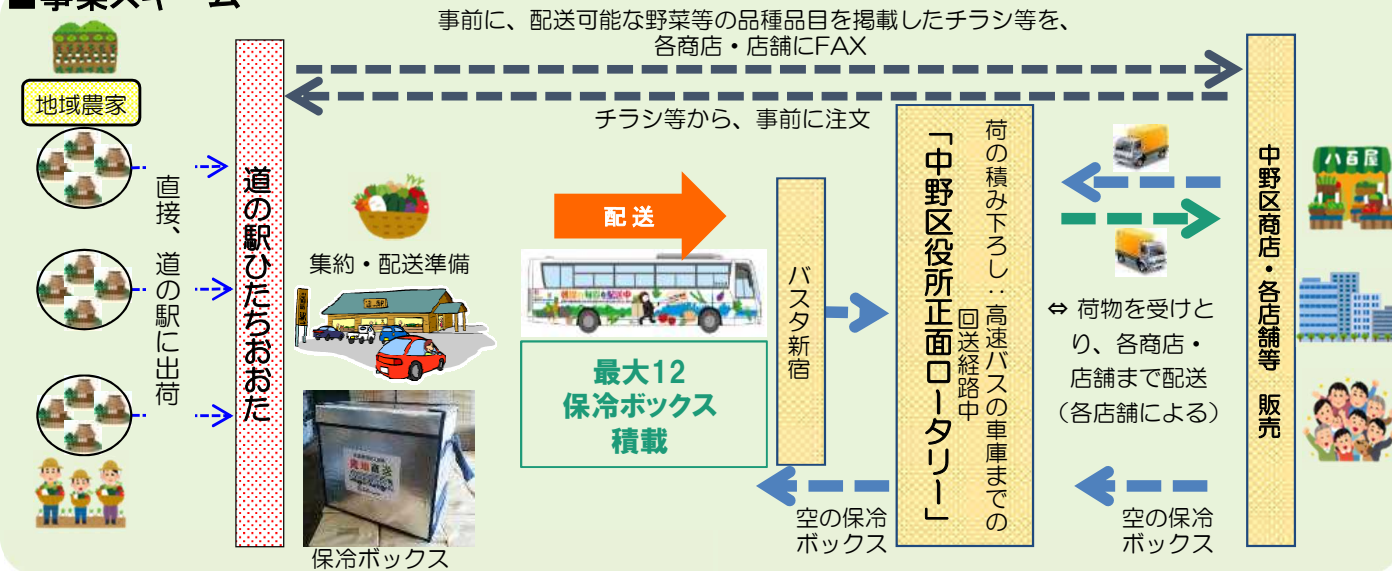 ■事業スキーム
事前に、配送可能な野菜等の品種品目を掲載したチラシ等を、
各商店・店舗にFAX
チラシ等から、事前に注文
地域農家
直接、道の駅に出荷
道の駅ひたちおおた
集約・配送準備
保冷ボックス
産地直送
配送
最大12
保冷ボックス
積載
バスタ新宿
荷の積み下ろし：高速バスの車庫までの
回送経路中
「中野区役所正面ロータリー」
⇔ 荷物を受けと
り、各商店・
店舗まで配送
（各店舗による）
空の保冷
ボックス
空の保冷
ボックス
中野区商店・各店舗等　販売
八百屋